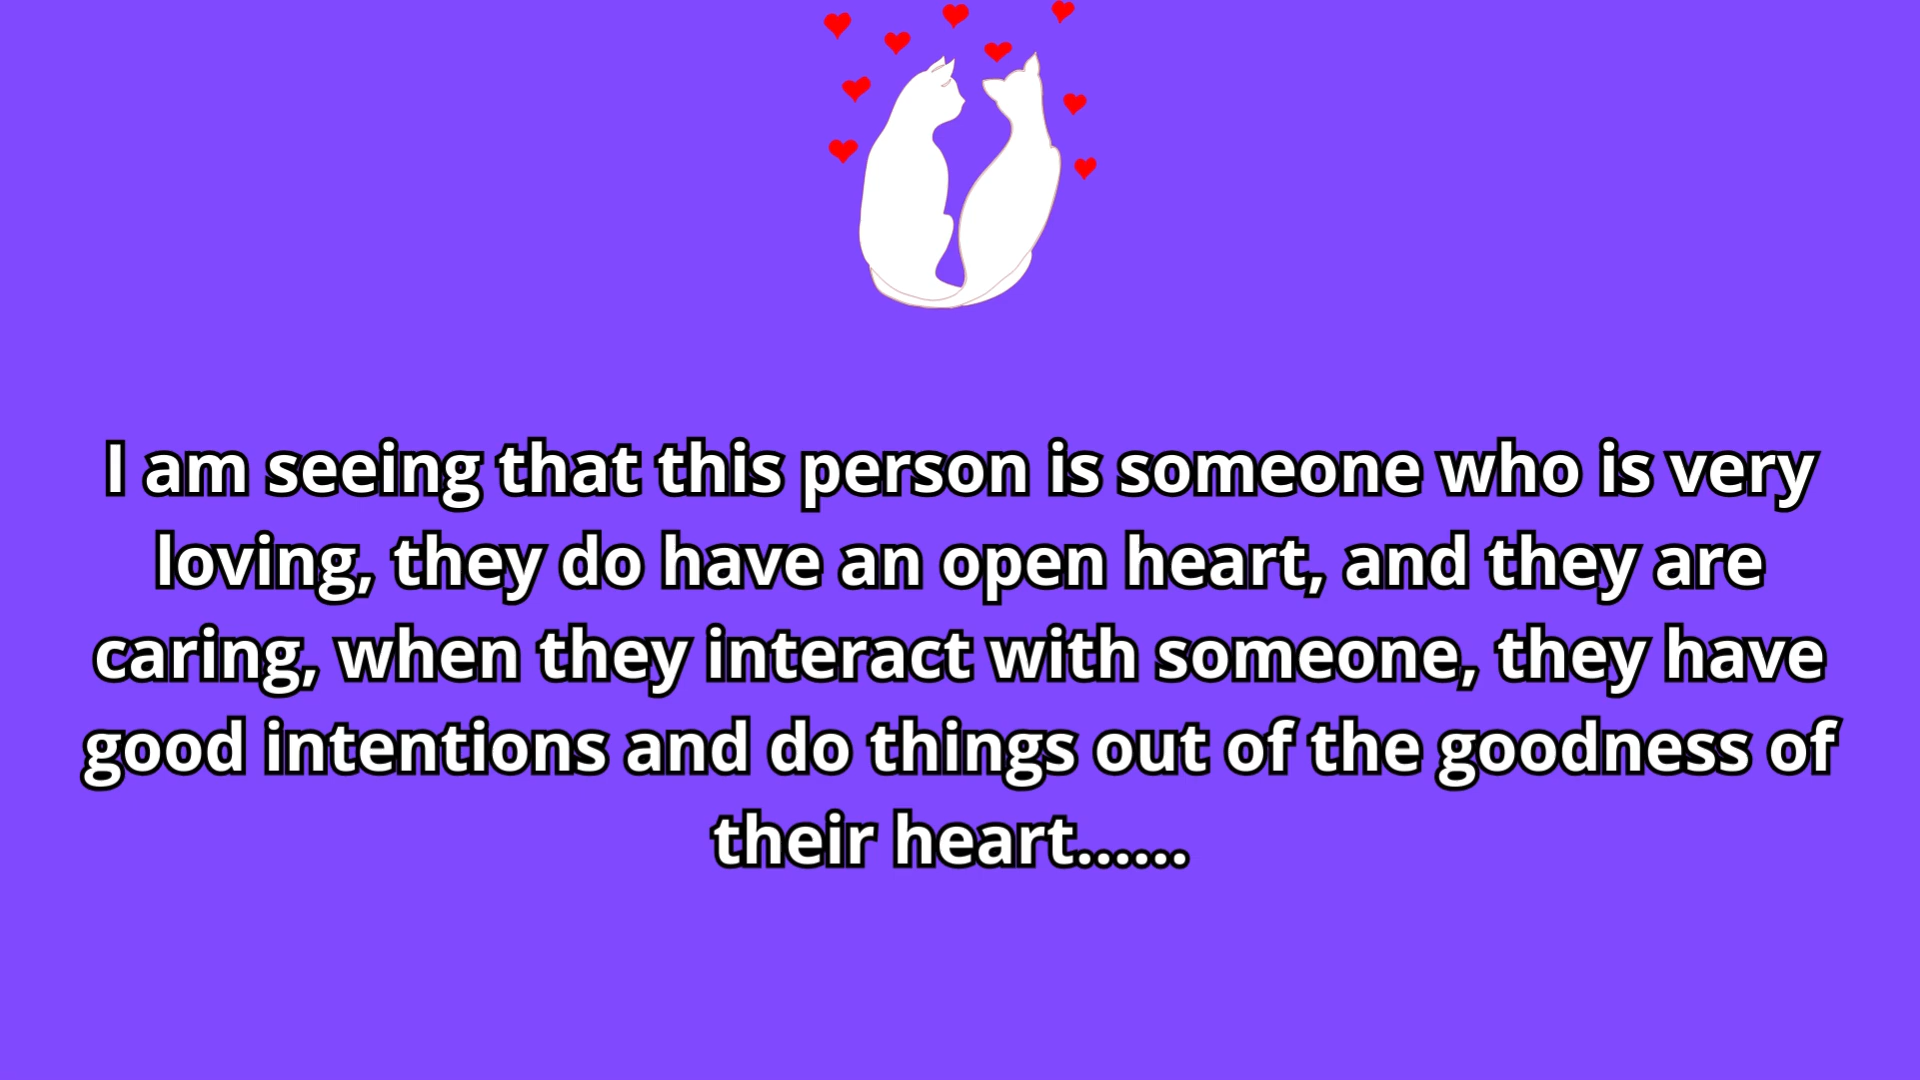 I am seeing that this person is someone who is very
loving, they do have an open heart, and they are
caring, when they interact with someone, they have
good intentions and do things out of the goodness of
their heart......